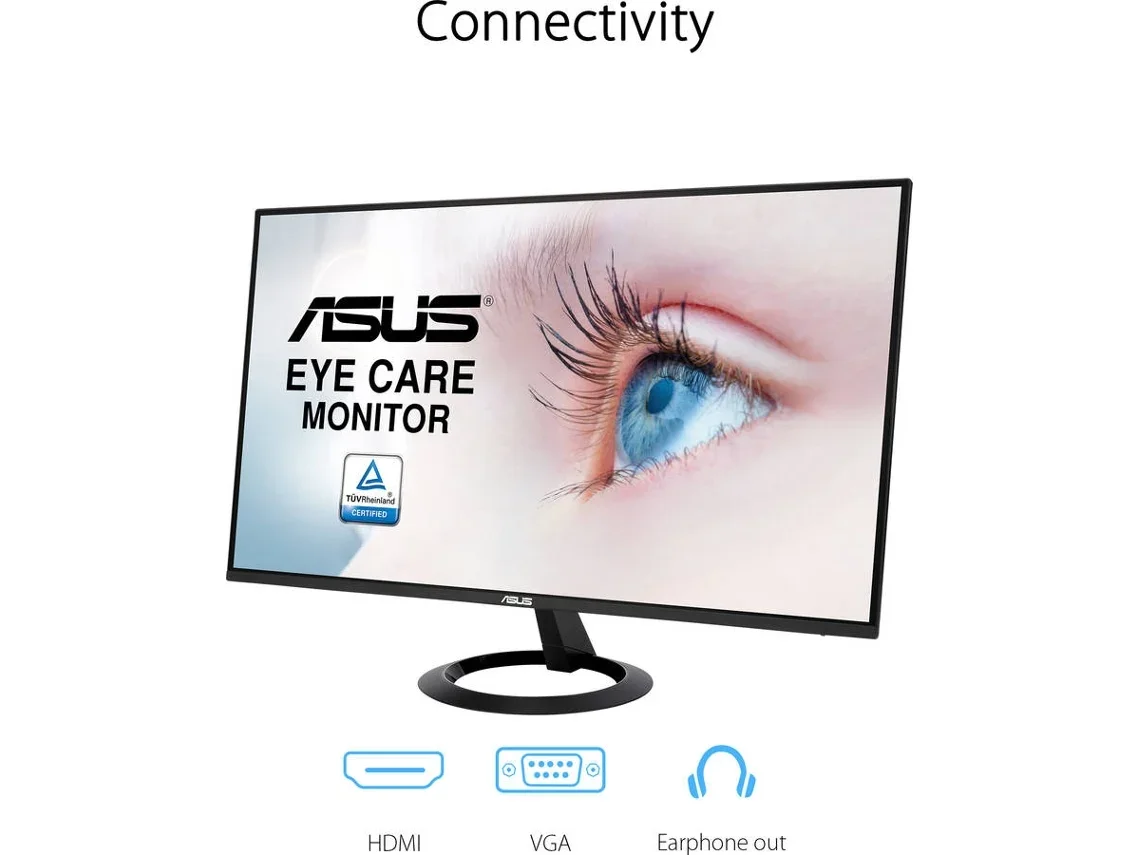 Connectivity
ASUS®
EYE CARE
MONITOR
TÜVRheinland®
CERTIFIED
ASUS
HDMI
VGA
Earphone out